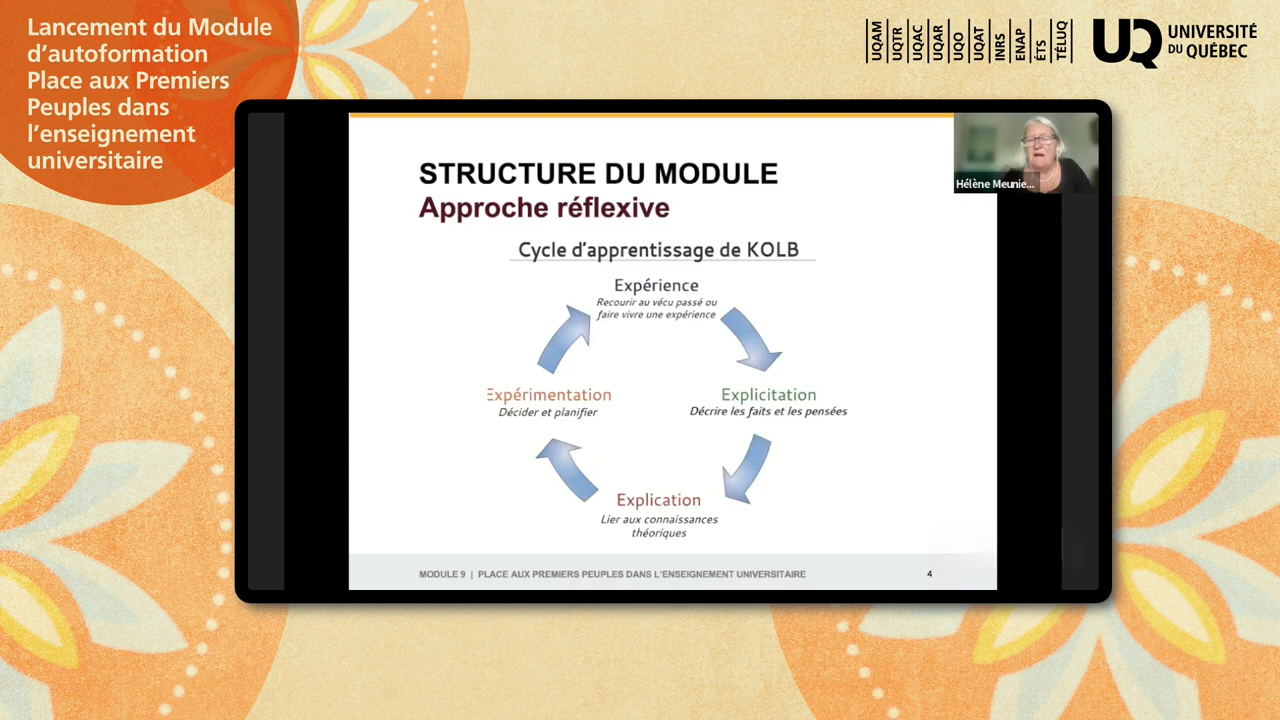 Lancement du Module
d'autoformation
Place aux Premiers
Peuples dans
l'enseignement
universitaire
UQAM
UQTR
UQAC
UQAR
UQO
UQAT
INRS
ENAP
ÉTS
TÉLUQ
UQ
UNIVERSITÉ
DU QUÉBEC
Hélène Meunie...
STRUCTURE DU MODULE
Approche réflexive
Cycle d'apprentissage de KOLB
Expérience
Recourir au vécu passé ou
faire vivre une expérience
Expérimentation
Décider et planifier
Explicitation
Décrire les faits et les pensées
Explication
Lier aux connaissances
théoriques
MODULE 9 | PLACE AUX PREMIERS PEUPLES DANS L'ENSEIGNEMENT UNIVERSITAIRE
4